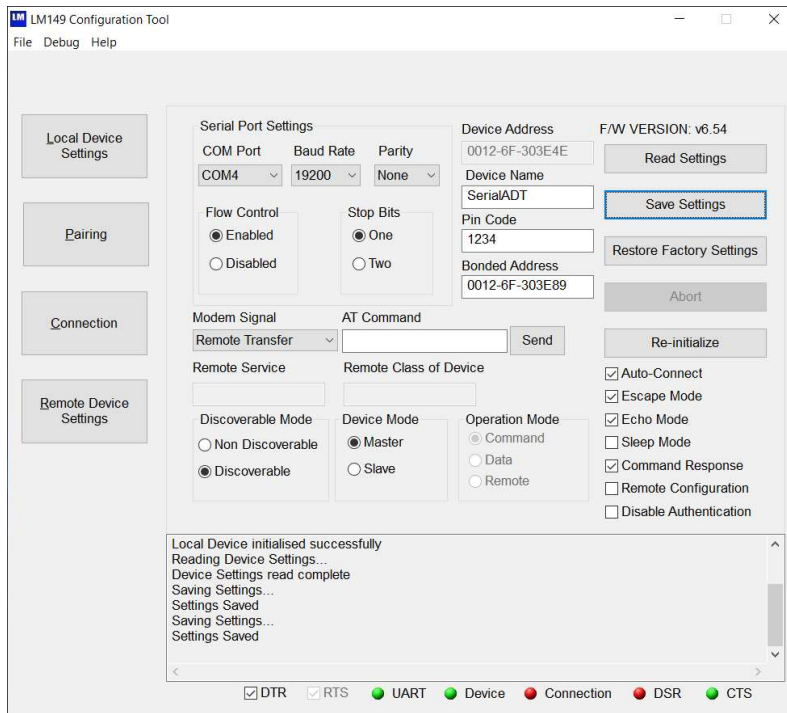 LM LM149 Configuration Tool
File Debug Help
Local Device
Settings
Pairing
Connection
Remote Device
Settings
Serial Port Settings
COM Port Baud Rate Parity
COM4 19200 None
Flow Control Stop Bits
Enabled One
Disabled Two
Device Address
0012-6F-303E4E
Device Name
SerialADT
Pin Code
1234
Bonded Address
0012-6F-303E89
F/W VERSION: v6.54
Read Settings
Save Settings
Restore Factory Settings
Abort
Re-initialize
Modem Signal AT Command
Remote Transfer Send
Remote Service Remote Class of Device
Discoverable Mode
Non Discoverable
Discoverable
Device Mode
Master
Slave
Operation Mode
Command
Data
Remote
Auto-Connect
Escape Mode
Echo Mode
Sleep Mode
Command Response
Remote Configuration
Disable Authentication
Local Device initialised successfully
Reading Device Settings...
Device Settings read complete
Saving Settings...
Settings Saved
Saving Settings...
Settings Saved
DTR RTS UART Device Connection DSR CTS